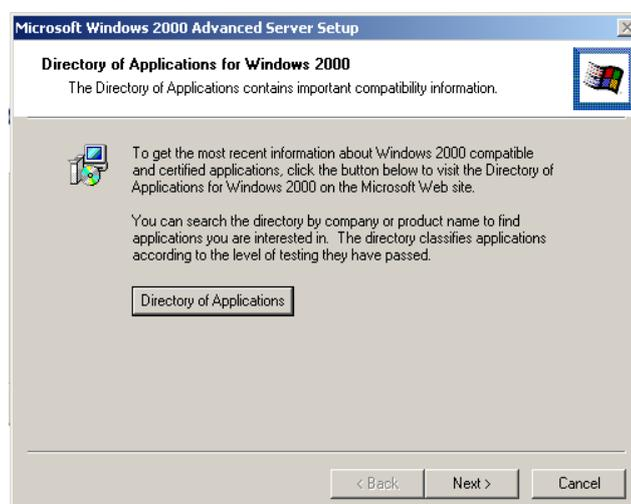 Microsoft Windows 2000 Advanced Server Setup
Directory of Applications for Windows 2000
The Directory of Applications contains important compatibility information.
To get the most recent information about Windows 2000 compatible
and certified applications, click the button below to visit the Directory of
Applications for Windows 2000 on the Microsoft Web site.
You can search the directory by company or product name to find
applications you are interested in.  The directory classifies applications
according to the level of testing they have passed.
Directory of Applications
< Back
Next >
Cancel